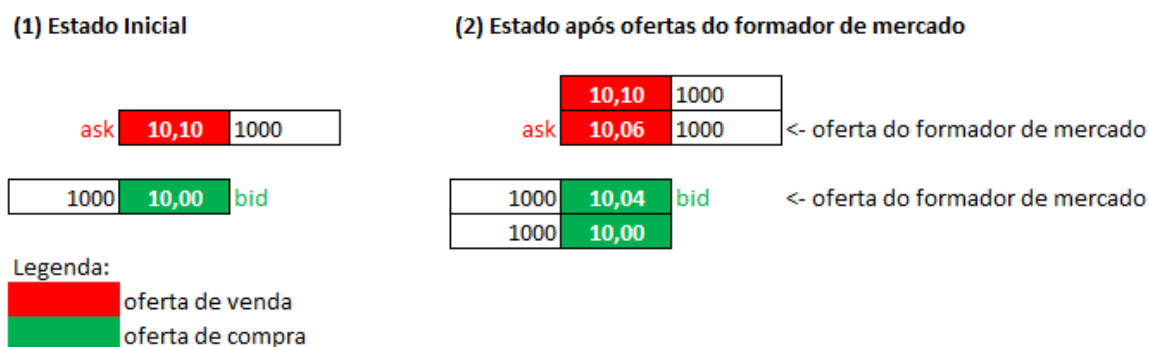 (1) Estado Inicial
ask 10,10 1000
1000 10,00 bid
Legenda:
oferta de venda
oferta de compra
(2) Estado após ofertas do formador de mercado
10,10 1000
ask 10,06 1000 <- oferta do formador de mercado
1000 10,04 bid <- oferta do formador de mercado
1000 10,00